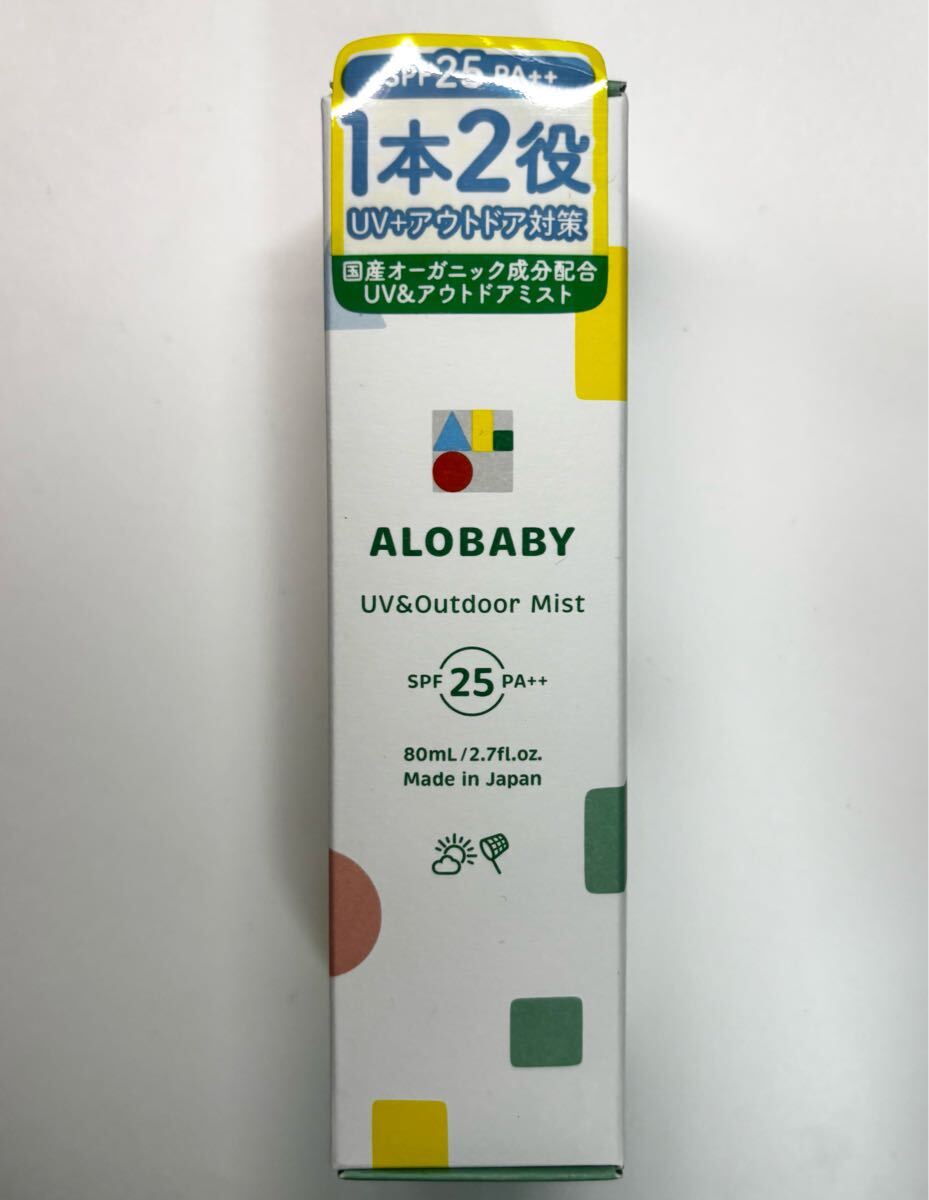 SPF25 PA++
1本2役
UV+アウトドア対策
国産オーガニック成分配合
UV&アウトドアミスト
ALOBABY
UV&Outdoor Mist
SPF 25 PA++
80mL/2.7fl.oz.
Made in Japan